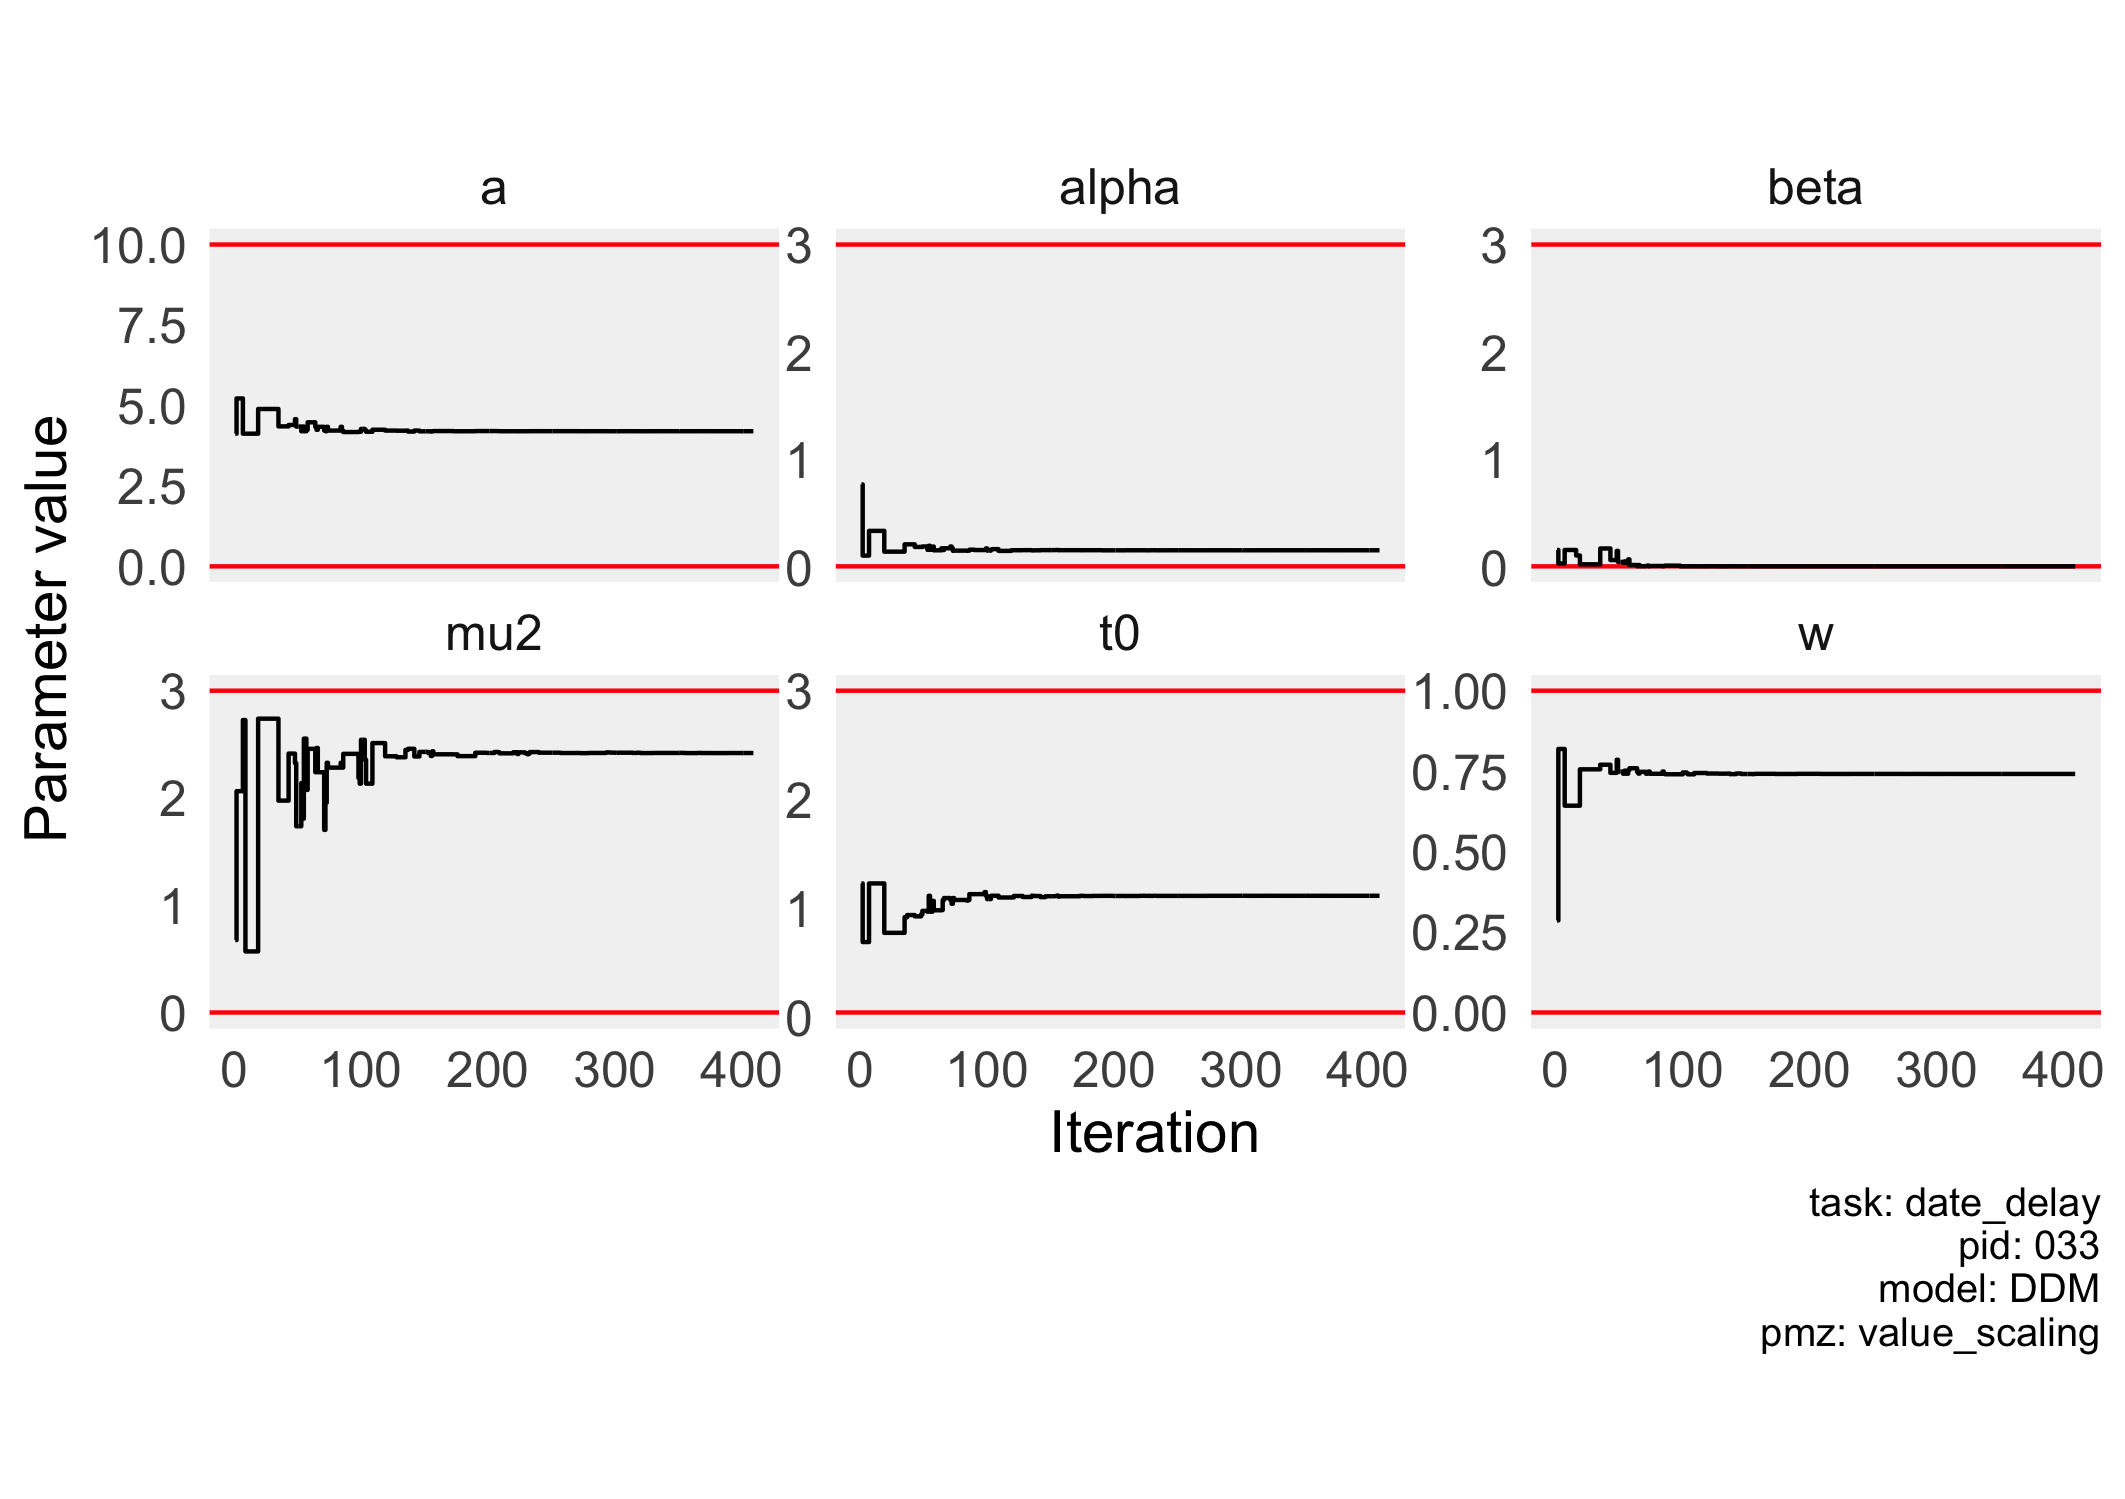 a
alpha
beta
10.0
7.5
5.0
2.5
0.0
3
2
1
0
3
2
1
0
mu2
t0
w
3
2
1
0
3
2
1
0
1.00
0.75
0.50
0.25
0.00
0 100 200 300 400
0 100 200 300 400
0 100 200 300 400
Parameter value
Iteration
task: date_delay
pid: 033
model: DDM
pmz: value_scaling